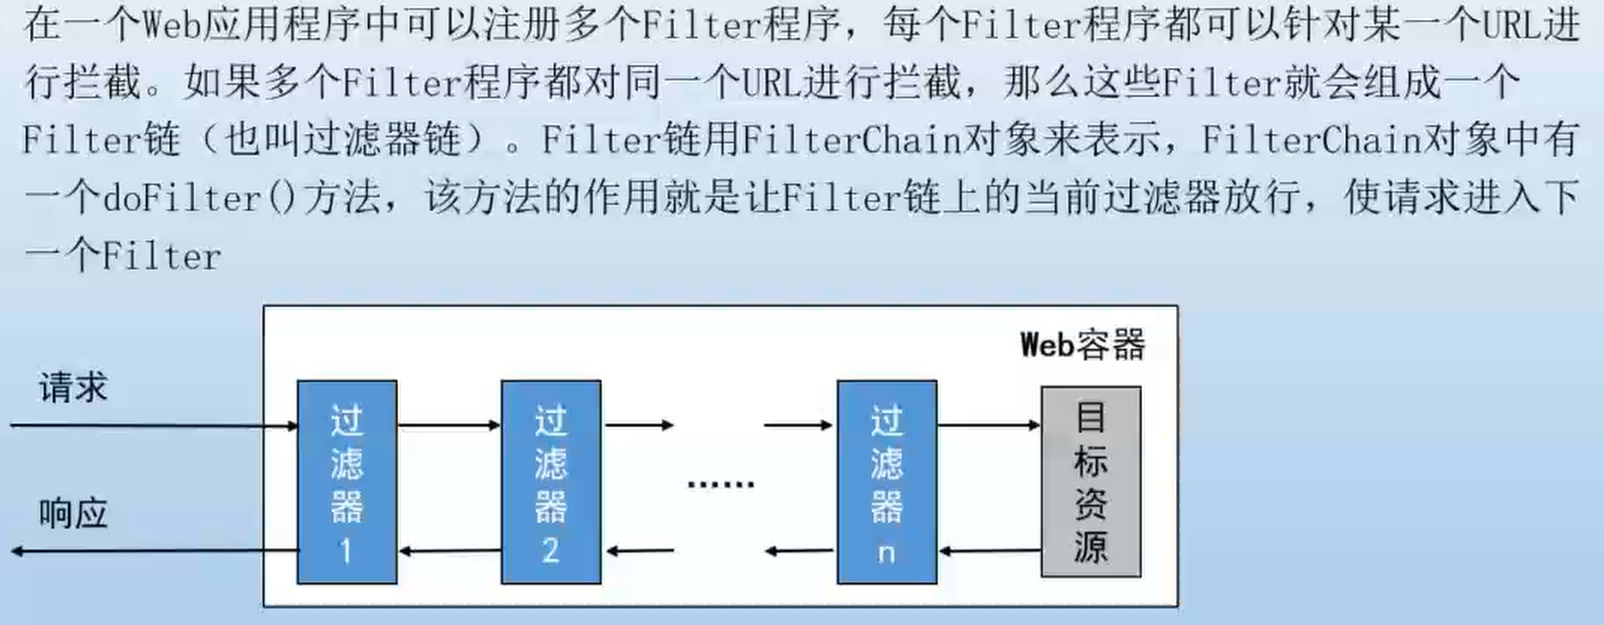 在一个Web应用程序中可以注册多个Filter程序，每个Filter程序都可以针对某一个URL进
行拦截。如果多个Filter程序都对同一个URL进行拦截，那么这些Filter就会组成一个
Filter链（也叫过滤器链）。Filter链用FilterChain对象来表示，FilterChain对象中有
一个doFilter()方法，该方法的作用就是让Filter链上的当前过滤器放行，使请求进入下
一个Filter
Web容器
请求
响应
过滤器1
过滤器2
……
过滤器n
目标资源